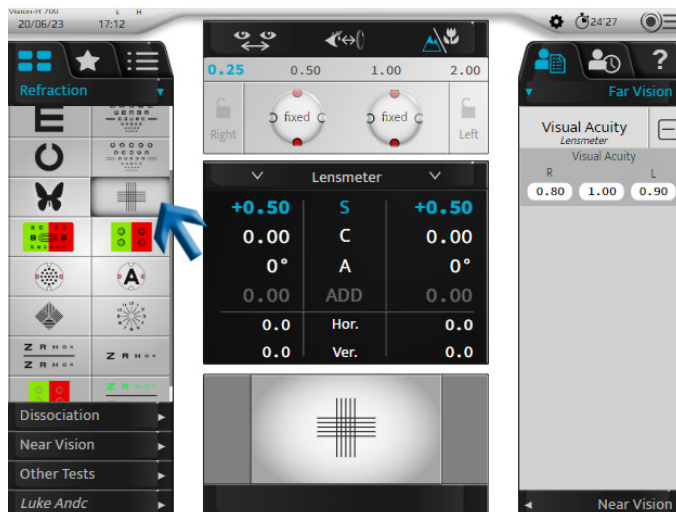 Vision-R 700
H
20/06/23 17:12
24'27
Refraction
E
A
Z R H O K
Z R H O K
Z R H O K
Dissociation
Near Vision
Other Tests
Luke Andc
0.25 0.50 1.00 2.00
fixed fixed
Right Left
Lensmeter
+0.50 S +0.50
0.00 C 0.00
0° A 0°
0.00 ADD 0.00
0.0 Hor. 0.0
0.0 Ver. 0.0
?
Far Vision
Visual Acuity
Lensmeter
Visual Acuity
R L
0.80 1.00 0.90
Near Vision